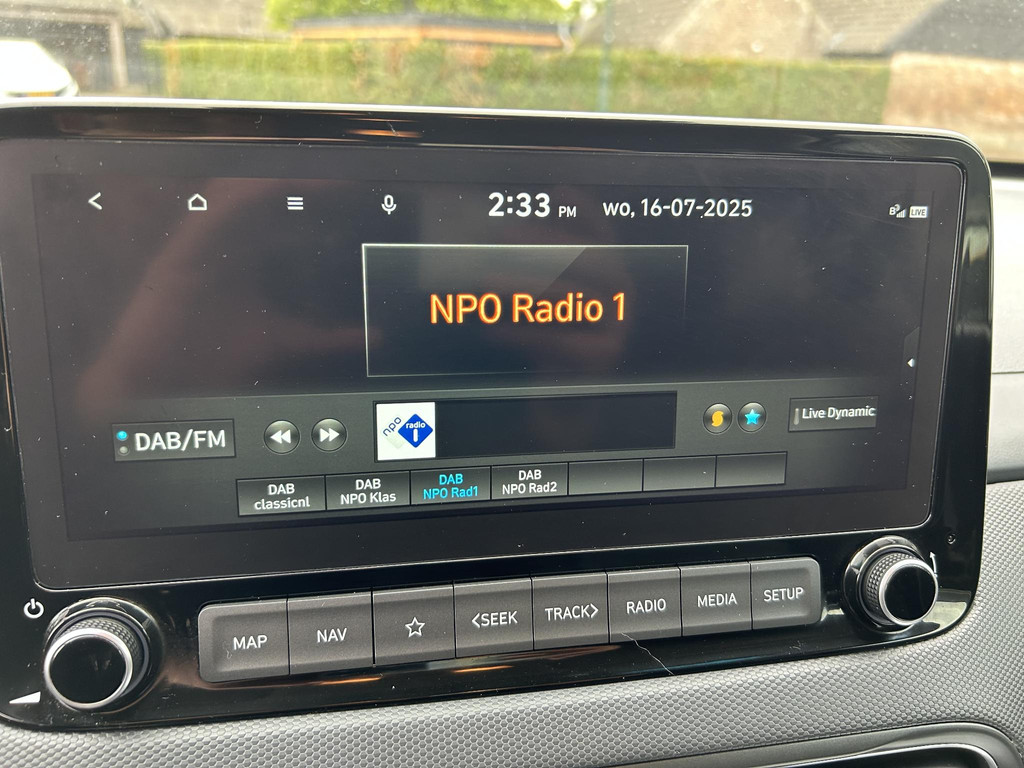 2:33 PM wo, 16-07-2025
B LIVE
NPO Radio 1
DAB/FM
npo radio 1
Live Dynamic
DAB classicnl
DAB NPO Klas
DAB NPO Rad1
DAB NPO Rad2
MAP
NAV
<SEEK
TRACK>
RADIO
MEDIA
SETUP